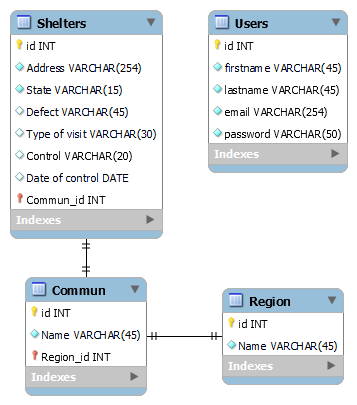 Shelters
id INT
Address VARCHAR(254)
State VARCHAR(15)
Defect VARCHAR(45)
Type of visit VARCHAR(30)
Control VARCHAR(20)
Date of control DATE
Commun_id INT
Indexes
Users
id INT
firstname VARCHAR(45)
lastname VARCHAR(45)
email VARCHAR(254)
password VARCHAR(50)
Indexes
Commun
id INT
Name VARCHAR(45)
Region_id INT
Indexes
Region
id INT
Name VARCHAR(45)
Indexes